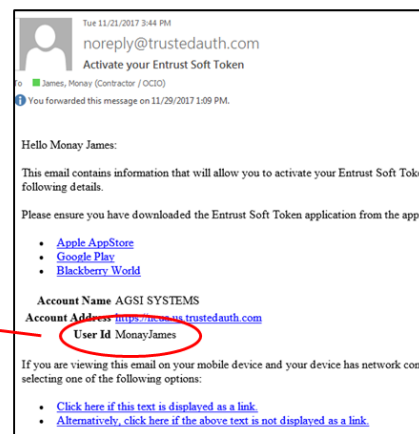 Tue 11/21/2017 3:44 PM
noreply@trustedauth.com
Activate your Entrust Soft Token
To James, Monay (Contractor / OCIO)
You forwarded this message on 11/29/2017 1:09 PM.
Hello Monay James:
This email contains information that will allow you to activate your Entrust Soft
following details.
Please ensure you have downloaded the Entrust Soft Token application from the app
Apple AppStore
Google Play
Blackberry World
Account Name AGSI SYSTEMS
Account Address https://ncua.us.trustedauth.com
User Id MonayJames
If you are viewing this email on your mobile device and your device has network
selecting one of the following options:
Click here if this text is displayed as a link.
Alternatively, click here if the above text is not displayed as a link.